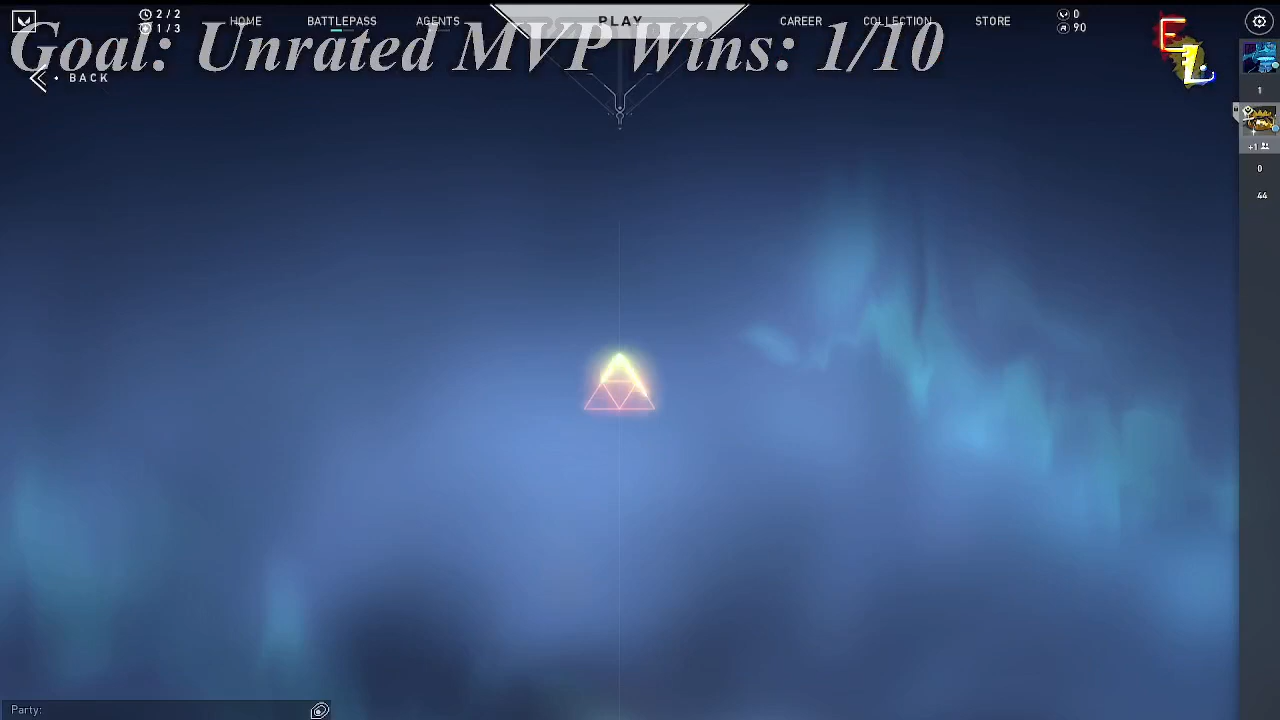 2 / 2
1 / 3
HOME
BATTLEPASS
AGENTS
PLAY
CAREER
COLLECTION
STORE
0
90
Goal: Unrated MVP Wins: 1/10
E
Z
BACK
1
+1
0
44
Party: